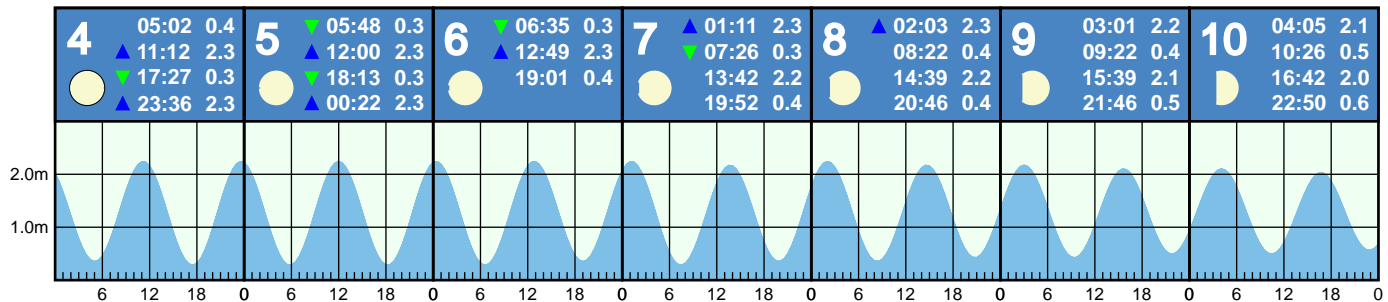 4
05:02 0.4
▲ 11:12 2.3
▼ 17:27 0.3
▲ 23:36 2.3
5
▼ 05:48 0.3
▲ 12:00 2.3
▼ 18:13 0.3
▲ 00:22 2.3
6
▼ 06:35 0.3
▲ 12:49 2.3
19:01 0.4
7
▲ 01:11 2.3
▼ 07:26 0.3
13:42 2.2
19:52 0.4
8
▲ 02:03 2.3
08:22 0.4
14:39 2.2
20:46 0.4
9
03:01 2.2
09:22 0.4
15:39 2.1
21:46 0.5
10
04:05 2.1
10:26 0.5
16:42 2.0
22:50 0.6
2.0m
1.0m
6 12 18 0 6 12 18 0 6 12 18 0 6 12 18 0 6 12 18 0 6 12 18 0 6 12 18 0